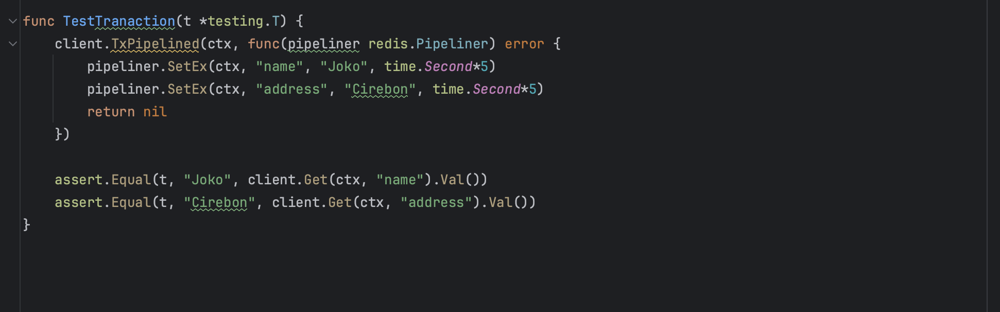 func TestTranaction(t *testing.T) {
    client.TxPipelined(ctx, func(pipeliner redis.Pipeliner) error {
        pipeliner.SetEx(ctx, "name", "Joko", time.Second*5)
        pipeliner.SetEx(ctx, "address", "Cirebon", time.Second*5)
        return nil
    })

    assert.Equal(t, "Joko", client.Get(ctx, "name").Val())
    assert.Equal(t, "Cirebon", client.Get(ctx, "address").Val())
}